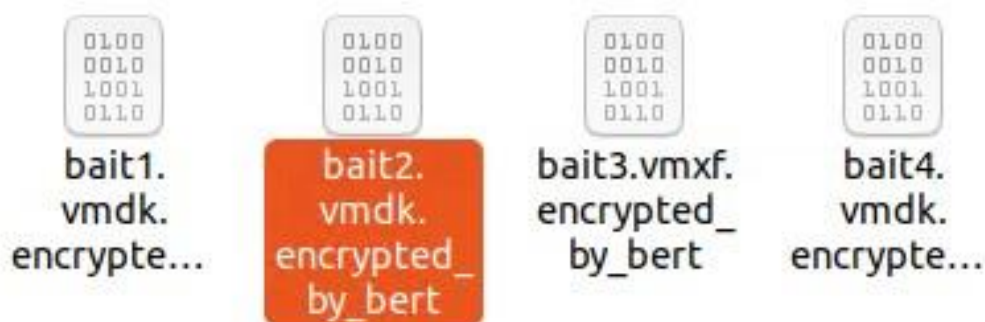 0100
0010
1001
0110
0100
0010
1001
0110
0100
0010
1001
0110
0100
0010
1001
0110
bait1.
vmdk.
encrypte...
bait2.
vmdk.
encrypted_
by_bert
bait3.vmxf.
encrypted_
by_bert
bait4.
vmdk.
encrypte...